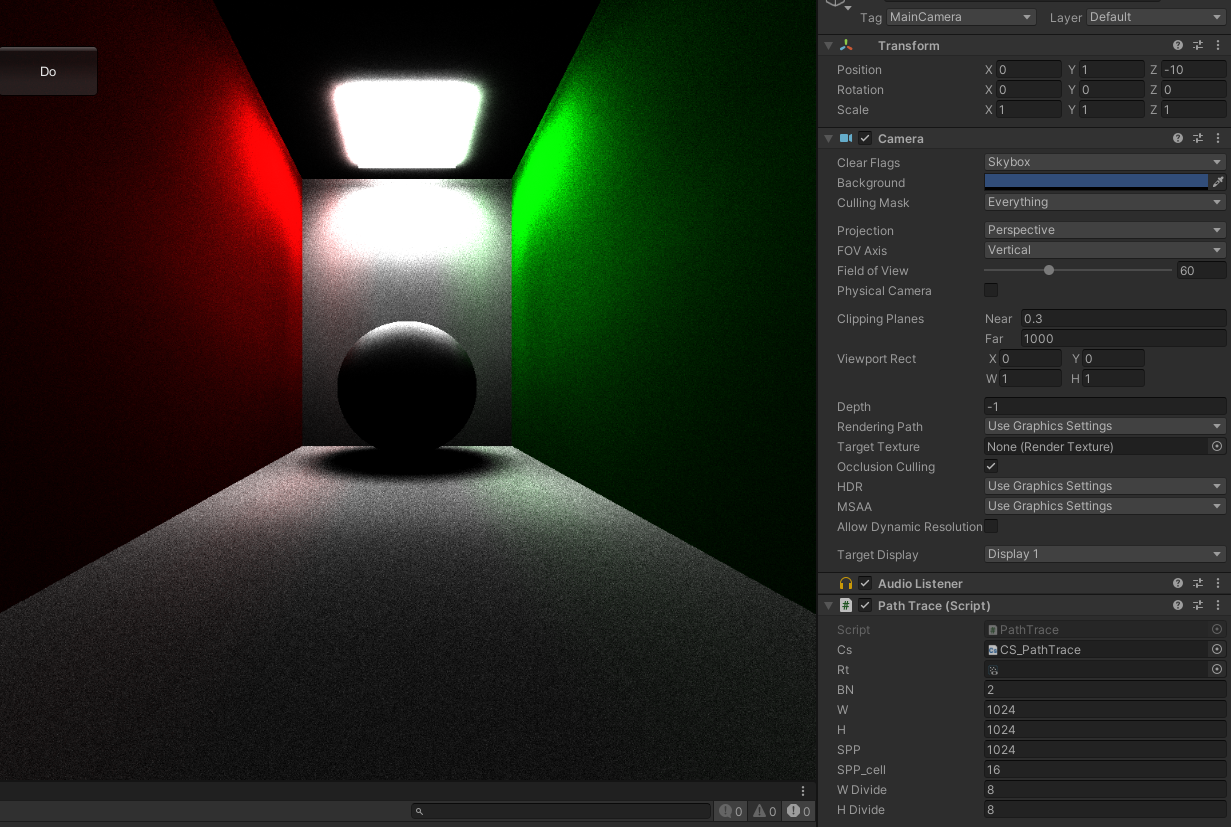 Do
Tag MainCamera Layer Default
Transform
Position X 0 Y 1 Z -10
Rotation X 0 Y 0 Z 0
Scale X 1 Y 1 Z 1
Camera
Clear Flags Skybox
Background
Culling Mask Everything
Projection Perspective
FOV Axis Vertical
Field of View 60
Physical Camera
Clipping Planes Near 0.3
Far 1000
Viewport Rect X 0 Y 0
W 1 H 1
Depth -1
Rendering Path Use Graphics Settings
Target Texture None (Render Texture)
Occlusion Culling
HDR Use Graphics Settings
MSAA Use Graphics Settings
Allow Dynamic Resolution
Target Display Display 1
Audio Listener
# Path Trace (Script)
Script PathTrace
Cs CS_PathTrace
Rt
BN 2
W 1024
H 1024
SPP 1024
SPP_cell 16
W Divide 8
H Divide 8
0 0 0